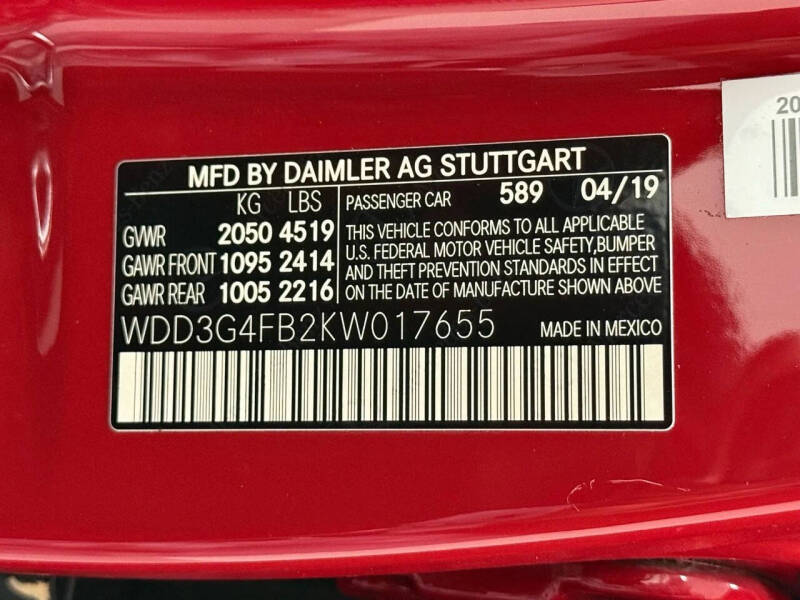 MFD BY DAIMLER AG STUTTGART
KG LBS
GVWR 2050 4519
GAWR FRONT 1095 2414
GAWR REAR 1005 2216
PASSENGER CAR 589 04/19
THIS VEHICLE CONFORMS TO ALL APPLICABLE
U.S. FEDERAL MOTOR VEHICLE SAFETY,BUMPER
AND THEFT PREVENTION STANDARDS IN EFFECT
ON THE DATE OF MANUFACTURE SHOWN ABOVE
WDD3G4FB2KW017655
MADE IN MEXICO
20